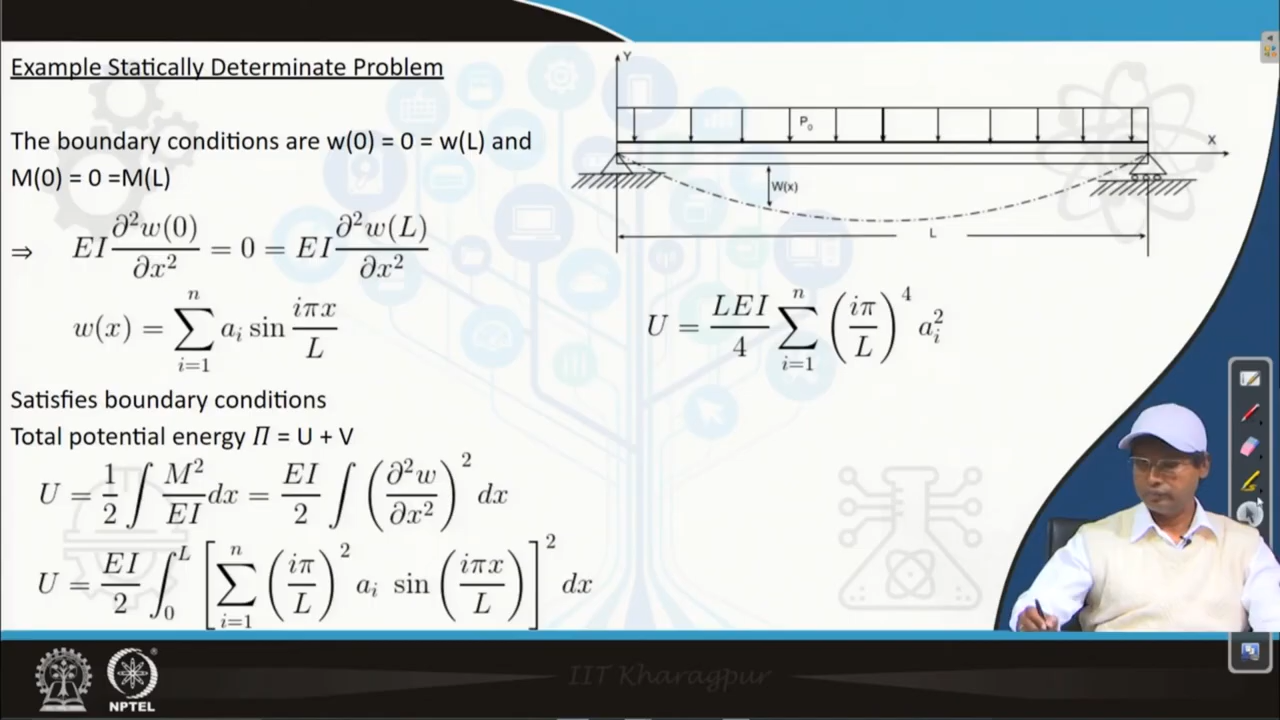 Example Statically Determinate Problem
The boundary conditions are w(0) = 0 = w(L) and
M(0) = 0 =M(L)
⇒ EI ∂²w(0)/∂x² = 0 = EI ∂²w(L)/∂x²
w(x) = ∑_{i=1}^{n} a_i sin iπx/L
Satisfies boundary conditions
Total potential energy Π = U + V
U = 1/2 ∫ M²/EI dx = EI/2 ∫ (∂²w/∂x²)² dx
U = EI/2 ∫_0^L [∑_{i=1}^{n} (iπ/L)² a_i sin (iπx/L)]² dx
Y
P₀
X
W(x)
L
U = LEI/4 ∑_{i=1}^{n} (iπ/L)⁴ a_i²
NPTEL
IIT Kharagpur